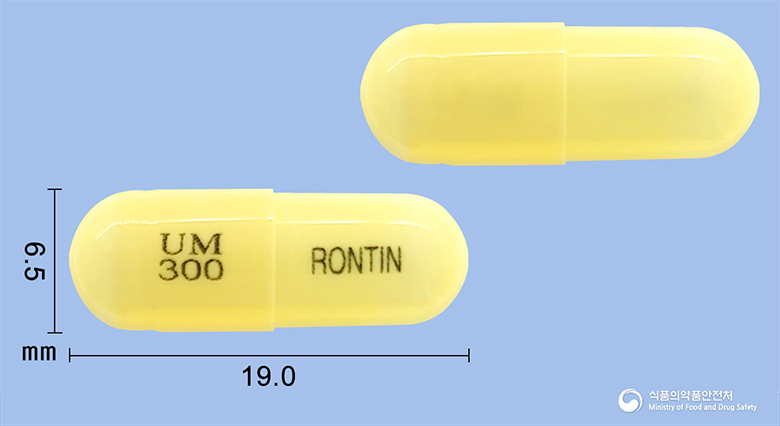 UM
300
RONTIN
6.5
mm
19.0
식품의약품안전처
Ministry of Food and Drug Safety